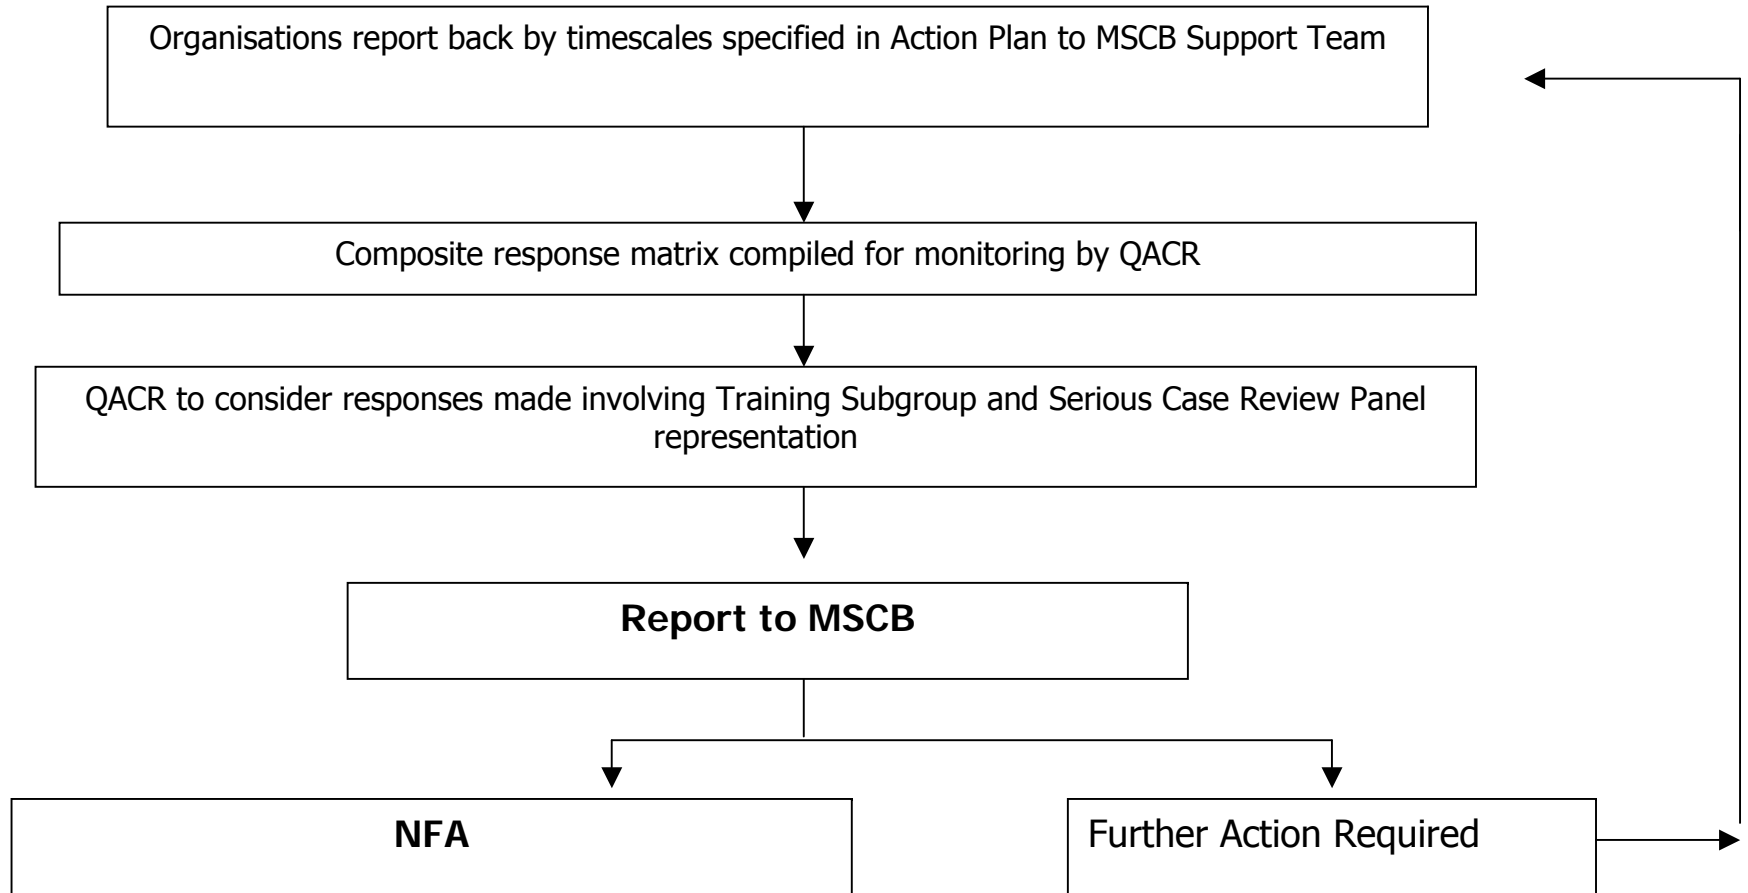 Organisations report back by timescales specified in Action Plan to MSCB Support Team
Composite response matrix compiled for monitoring by QACR
QACR to consider responses made involving Training Subgroup and Serious Case Review Panel
representation
Report to MSCB
NFA
Further Action Required